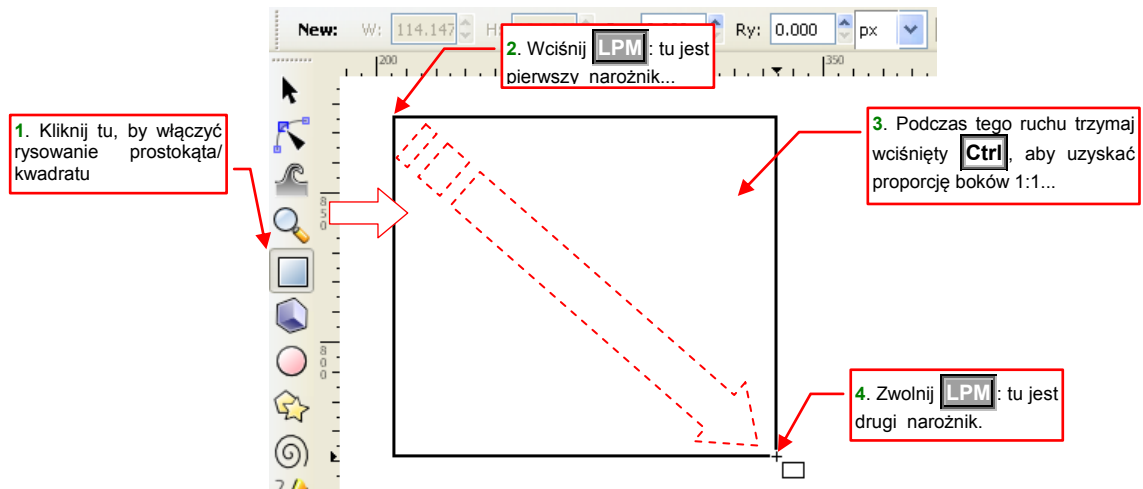 New: W: 114.147 H: Ry: 0.000 px
200 350
2. Wciśnij LPM: tu jest
pierwszy narożnik...
1. Kliknij tu, by włączyć
rysowanie prostokąta/
kwadratu
3. Podczas tego ruchu trzymaj
wciśnięty Ctrl, aby uzyskać
proporcję boków 1:1...
850
800
4. Zwolnij LPM: tu jest
drugi narożnik.